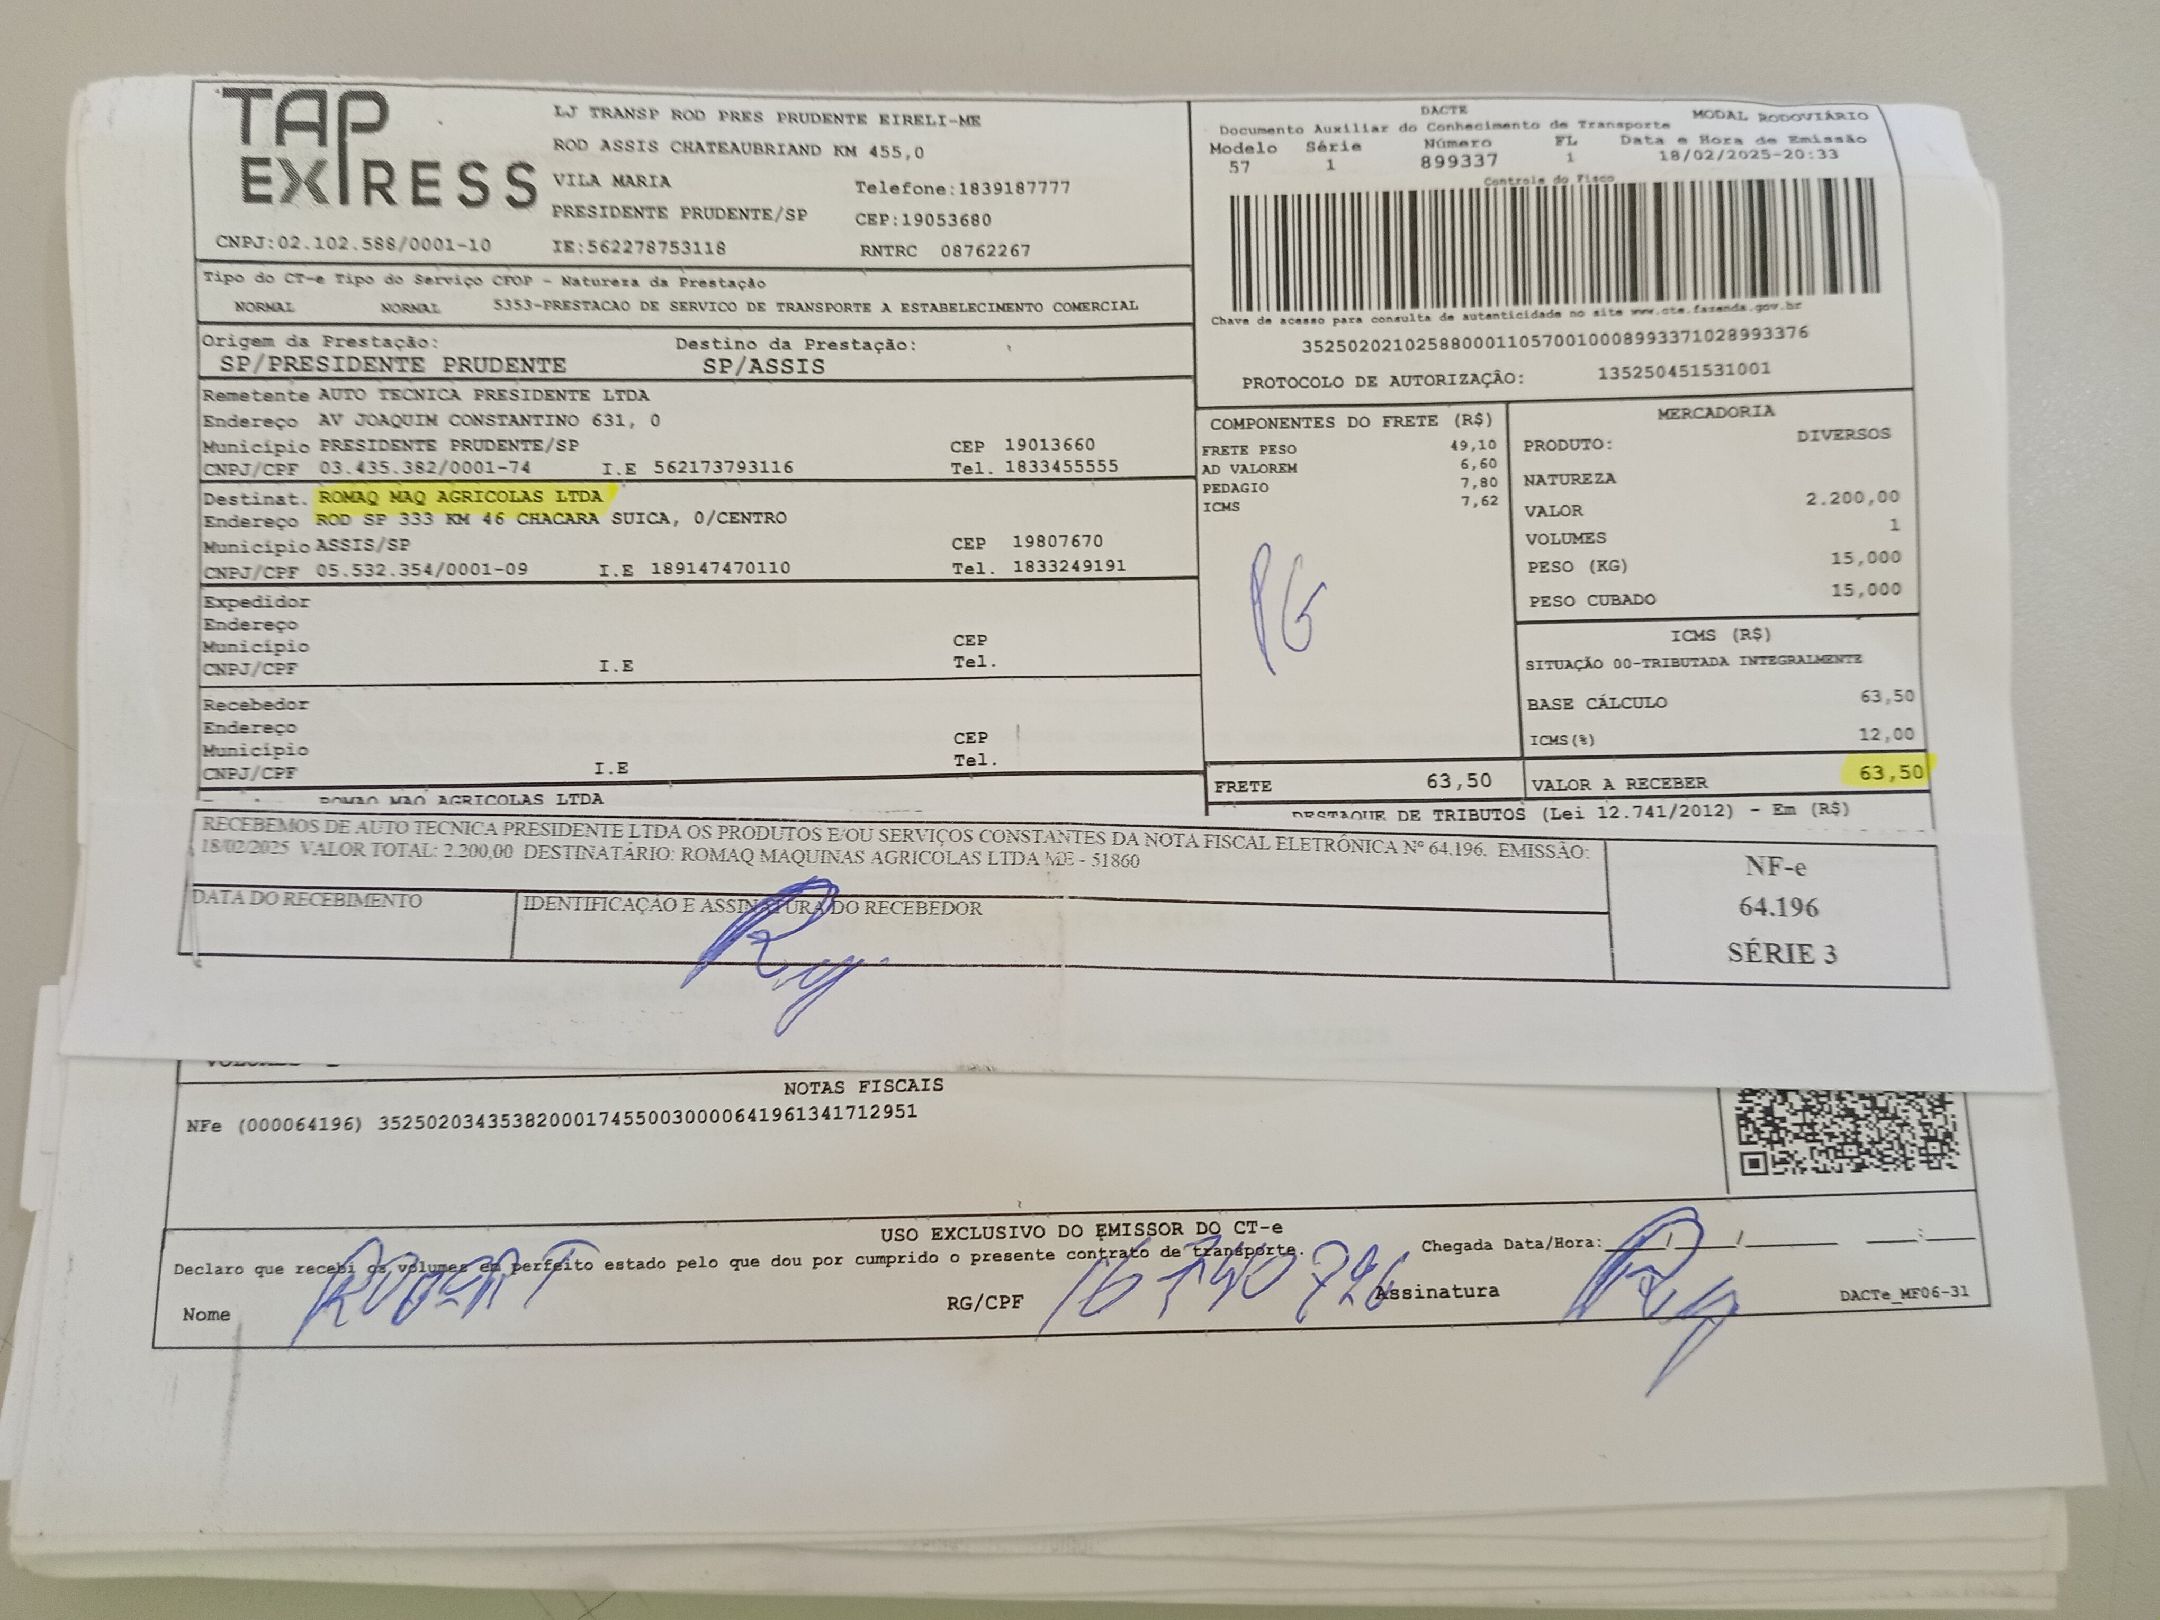 TAP
EXPRESS
LJ TRANSP ROD PRES PRUDENTE EIRELI-ME
ROD ASSIS CHATEAUBRIAND KM 455,0
VILA MARIA Telefone:1839187777
PRESIDENTE PRUDENTE/SP CEP:19053680
CNPJ:02.102.588/0001-10 IE:562278753118 RNTRC 08762267
DACTE MODAL RODOVIÁRIO
Documento Auxiliar do Conhecimento de Transporte
Modelo Série Número FL Data e Hora de Emissão
57 1 899337 1 18/02/2025-20:33
Controle do Fisco
Chave de acesso para consulta de autenticidade no site www.cte.fazenda.gov.br
35250202102588000110570010008993371028993376
PROTOCOLO DE AUTORIZAÇÃO: 135250451531001
Tipo do CT-e Tipo do Serviço CFOP - Natureza da Prestação
NORMAL NORMAL 5353-PRESTACAO DE SERVICO DE TRANSPORTE A ESTABELECIMENTO COMERCIAL
Origem da Prestação: Destino da Prestação:
SP/PRESIDENTE PRUDENTE SP/ASSIS
Remetente AUTO TECNICA PRESIDENTE LTDA
Endereço AV JOAQUIM CONSTANTINO 631, 0
Município PRESIDENTE PRUDENTE/SP CEP 19013660
CNPJ/CPF 03.435.382/0001-74 I.E 562173793116 Tel. 1833455555
Destinat. ROMAQ MAQ AGRICOLAS LTDA
Endereço ROD SP 333 KM 46 CHACARA SUICA, 0/CENTRO
Município ASSIS/SP CEP 19807670
CNPJ/CPF 05.532.354/0001-09 I.E 189147470110 Tel. 1833249191
Expedidor
Endereço
Município CEP
CNPJ/CPF I.E Tel.
Recebedor
Endereço
Município CEP
CNPJ/CPF I.E Tel.
ROMAQ MAQ AGRICOLAS LTDA
COMPONENTES DO FRETE (R$)
FRETE PESO 49,10
AD VALOREM 6,60
PEDAGIO 7,80
ICMS 7,62
PG
FRETE 63,50
MERCADORIA
PRODUTO: DIVERSOS
NATUREZA
VALOR 2.200,00
VOLUMES 1
PESO (KG) 15,000
PESO CUBADO 15,000
ICMS (R$)
SITUAÇÃO 00-TRIBUTADA INTEGRALMENTE
BASE CÁLCULO 63,50
ICMS(%) 12,00
VALOR A RECEBER 63,50
DESTAQUE DE TRIBUTOS (Lei 12.741/2012) - Em (R$)
RECEBEMOS DE AUTO TECNICA PRESIDENTE LTDA OS PRODUTOS E/OU SERVIÇOS CONSTANTES DA NOTA FISCAL ELETRÔNICA Nº 64.196. EMISSÃO:
18/02/2025 VALOR TOTAL: 2.200,00 DESTINATÁRIO: ROMAQ MAQUINAS AGRICOLAS LTDA ME - 51860
DATA DO RECEBIMENTO IDENTIFICAÇÃO E ASSINATURA DO RECEBEDOR
NF-e
64.196
SÉRIE 3
NOTAS FISCAIS
NFe (000064196) 35250203435382000174550030000641961341712951
USO EXCLUSIVO DO EMISSOR DO CT-e
Declaro que recebi os volumes em perfeito estado pelo que dou por cumprido o presente contrato de transporte. Chegada Data/Hora: / / :
Nome RG/CPF Assinatura DACTe_MF06-31